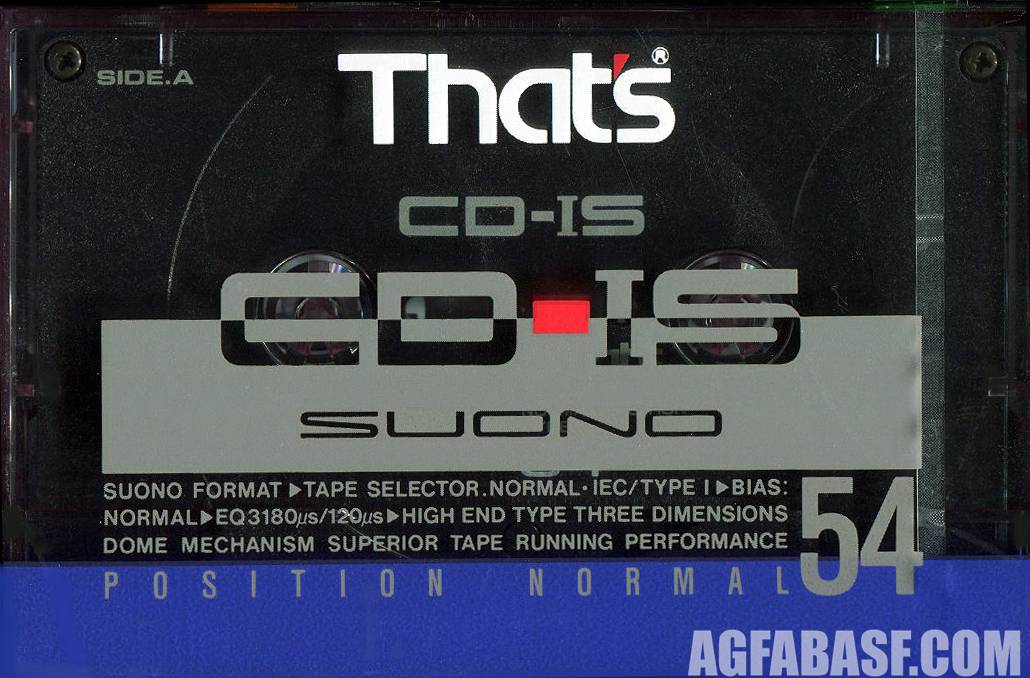 SIDE.A
That's®
CD-IS
CD-IS
SUONO
SUONO FORMAT ▶TAPE SELECTOR.NORMAL·IEC/TYPE I▶BIAS:
NORMAL▶EQ3180μs/120μs▶HIGH END TYPE THREE DIMENSIONS
DOME MECHANISM SUPERIOR TAPE RUNNING PERFORMANCE
54
POSITION NORMAL
AGFABASF.COM